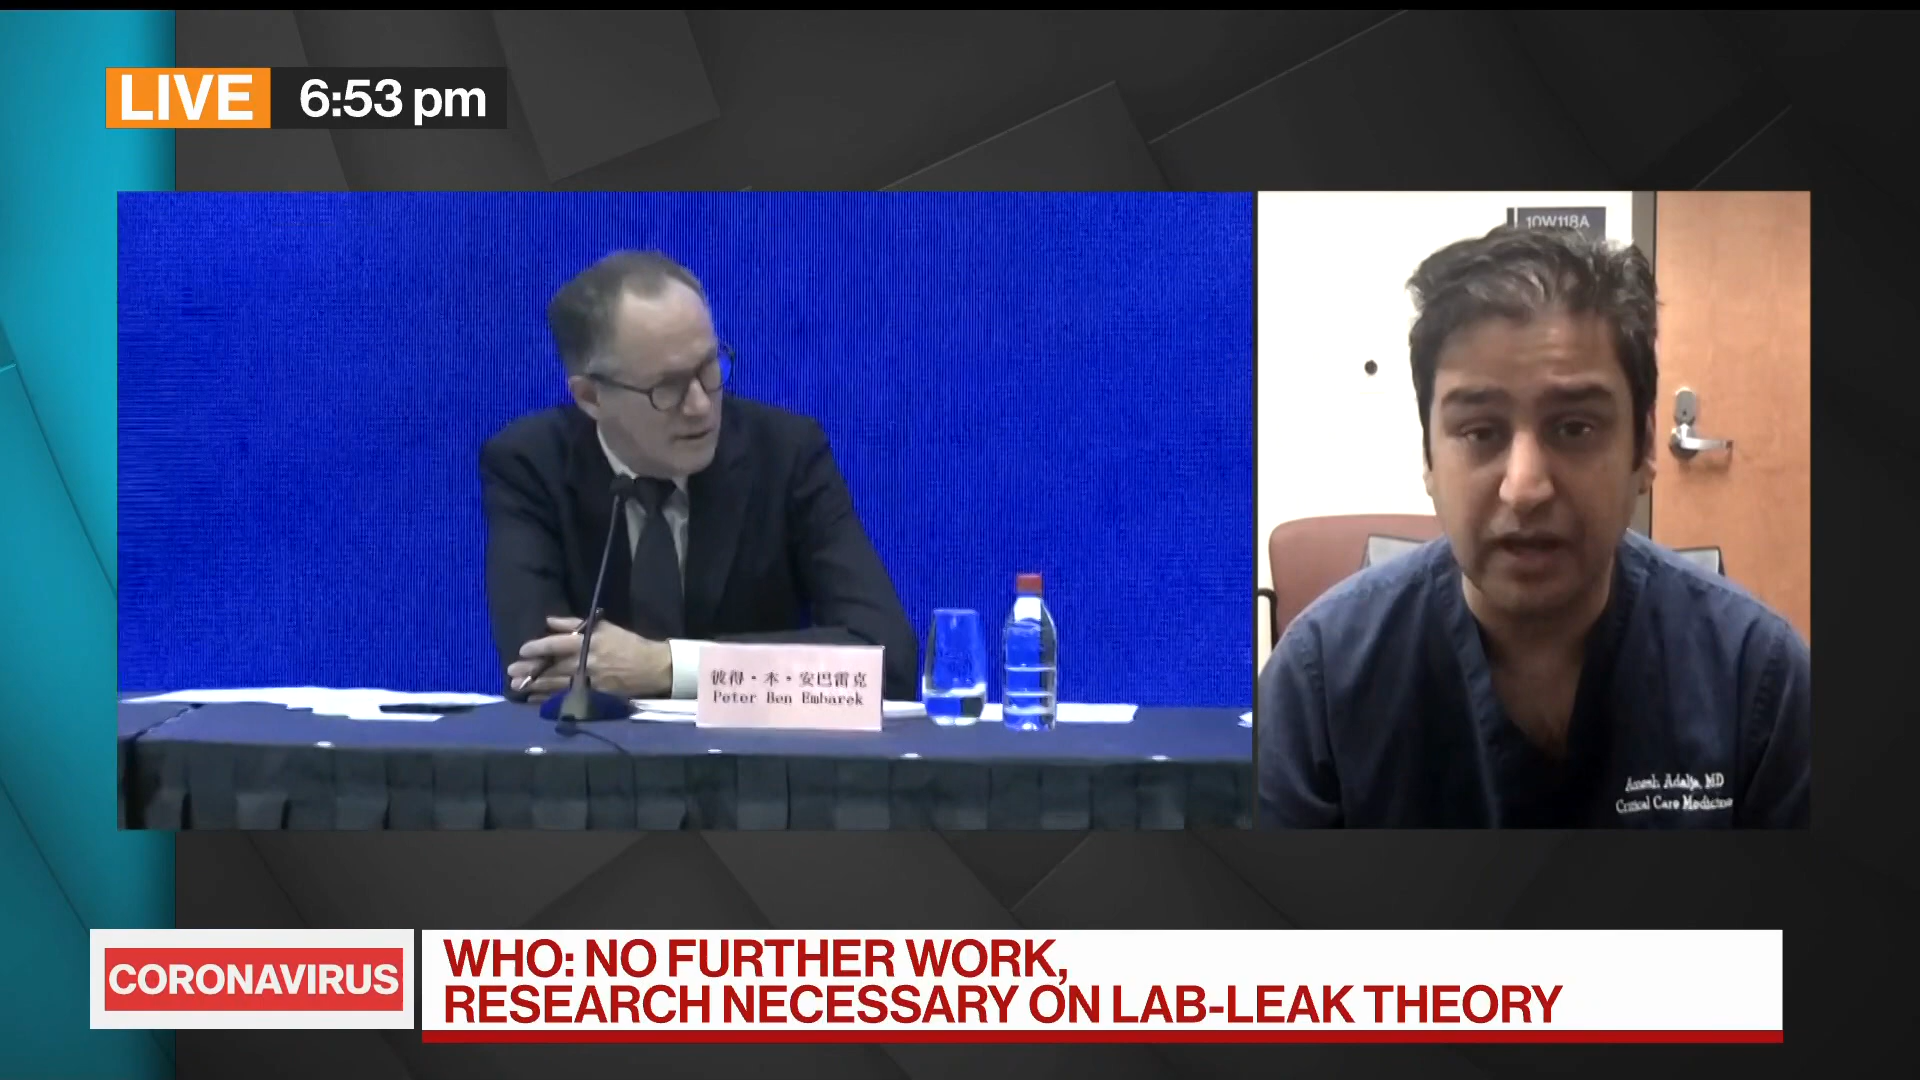 LIVE 6:53 pm
10W118A
彼得·本·安巴雷克
Peter Ben Embarek
Amesh Adalja, MD
Critical Care Medicine
CORONAVIRUS
WHO: NO FURTHER WORK,
RESEARCH NECESSARY ON LAB-LEAK THEORY